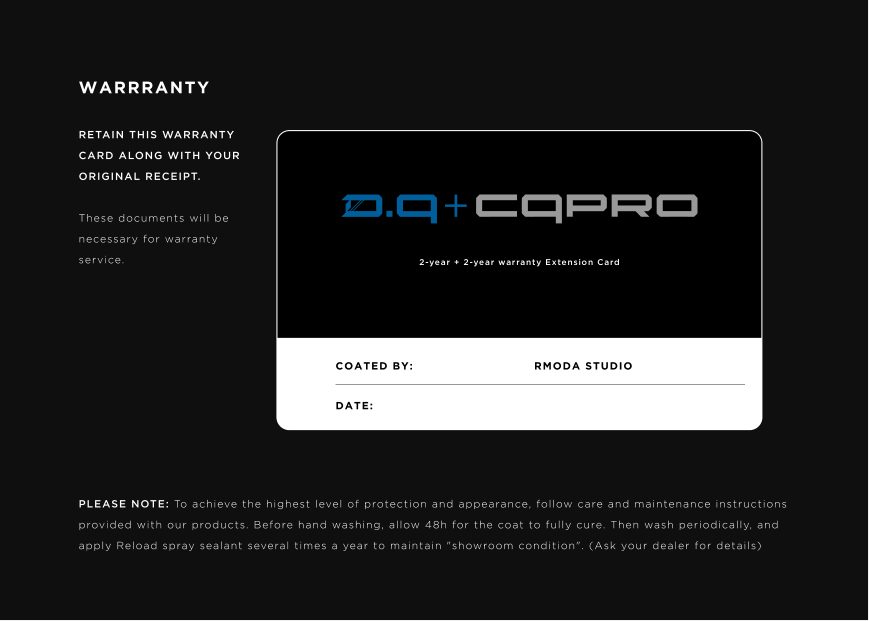 WARRRANTY
RETAIN THIS WARRANTY
CARD ALONG WITH YOUR
ORIGINAL RECEIPT.
These documents will be
necessary for warranty
service.
D.Q+CQPRO
2-year + 2-year warranty Extension Card
COATED BY: RMODA STUDIO
DATE:
PLEASE NOTE: To achieve the highest level of protection and appearance, follow care and maintenance instructions
provided with our products. Before hand washing, allow 48h for the coat to fully cure. Then wash periodically, and
apply Reload spray sealant several times a year to maintain "showroom condition". (Ask your dealer for details)